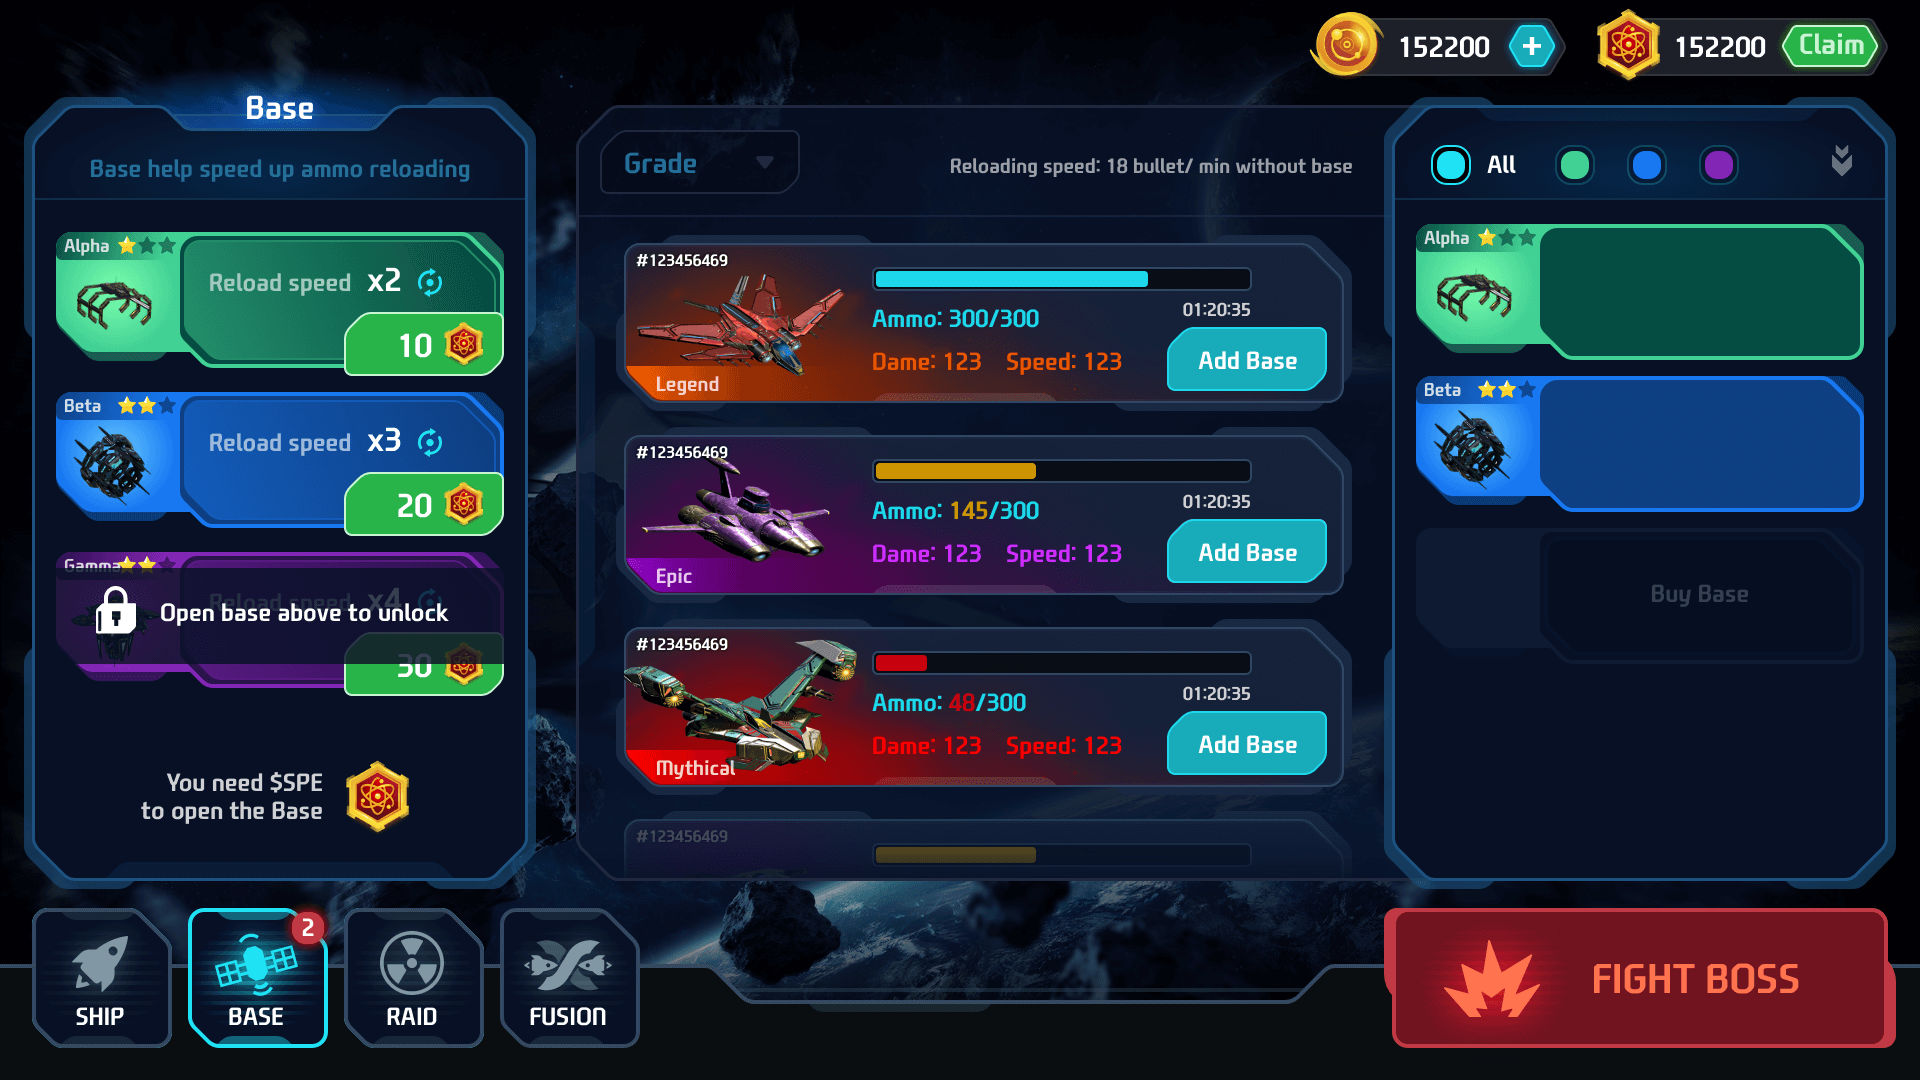 152200
152200
Claim
Base
Base help speed up ammo reloading
Alpha
Reload speed x2
10
Beta
Reload speed x3
20
Gamma
Reload speed x4
Open base above to unlock
30
You need $SPE
to open the Base
Grade
Reloading speed: 18 bullet/ min without base
#123456469
Legend
Ammo: 300/300
Dame: 123 Speed: 123
01:20:35
Add Base
#123456469
Epic
Ammo: 145/300
Dame: 123 Speed: 123
01:20:35
Add Base
#123456469
Mythical
Ammo: 48/300
Dame: 123 Speed: 123
01:20:35
Add Base
#123456469
All
Alpha
Beta
Buy Base
SHIP
BASE
2
RAID
FUSION
FIGHT BOSS